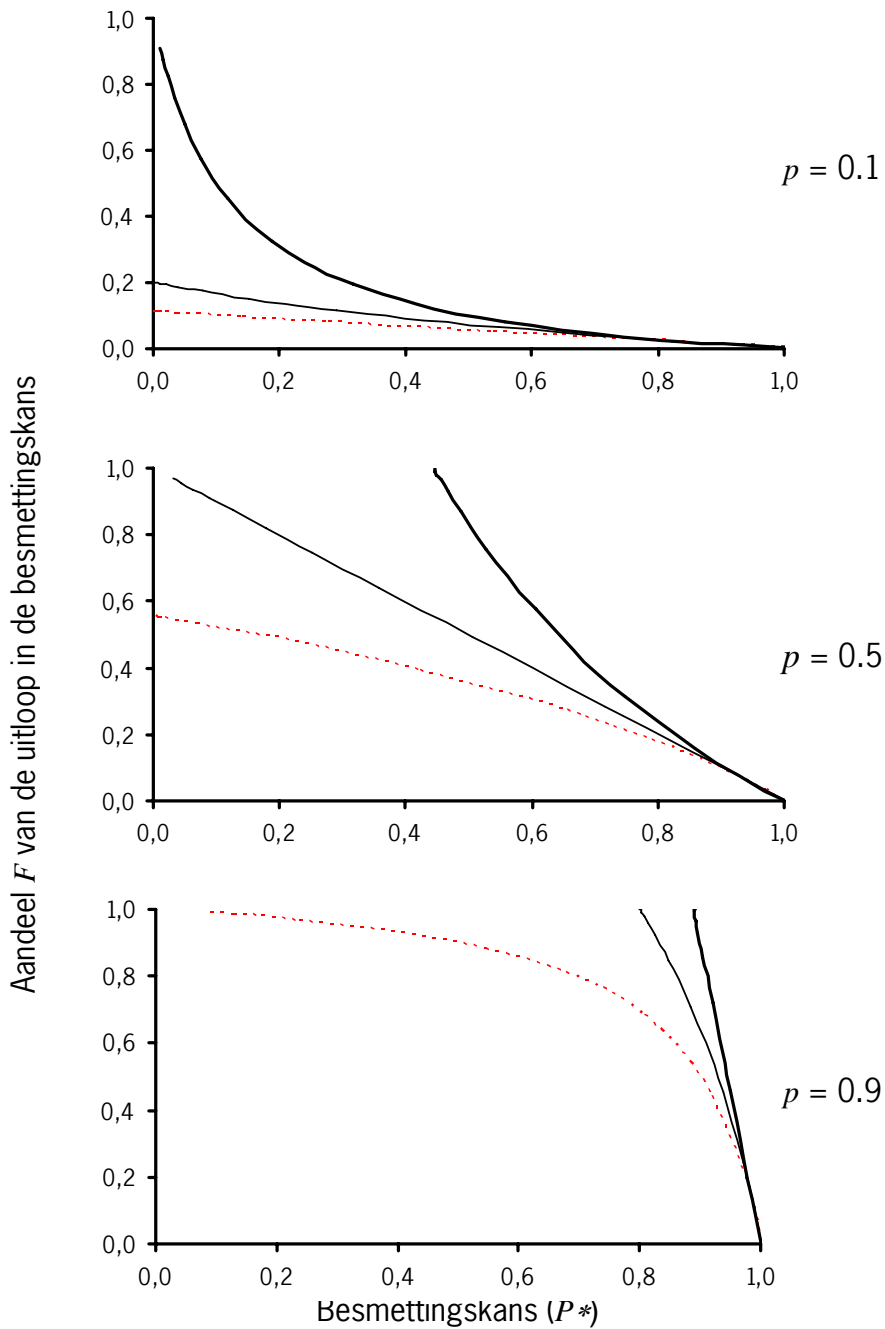 1,0
0,8
0,6
0,4
0,2
0,0
p = 0.1
0,0 0,2 0,4 0,6 0,8 1,0
Aandeel F van de uitloop in de besmettingskans
1,0
0,8
0,6
0,4
0,2
0,0
p = 0.5
0,0 0,2 0,4 0,6 0,8 1,0
1,0
0,8
0,6
0,4
0,2
0,0
p = 0.9
0,0 0,2 0,4 0,6 0,8 1,0
Besmettingskans (P*)